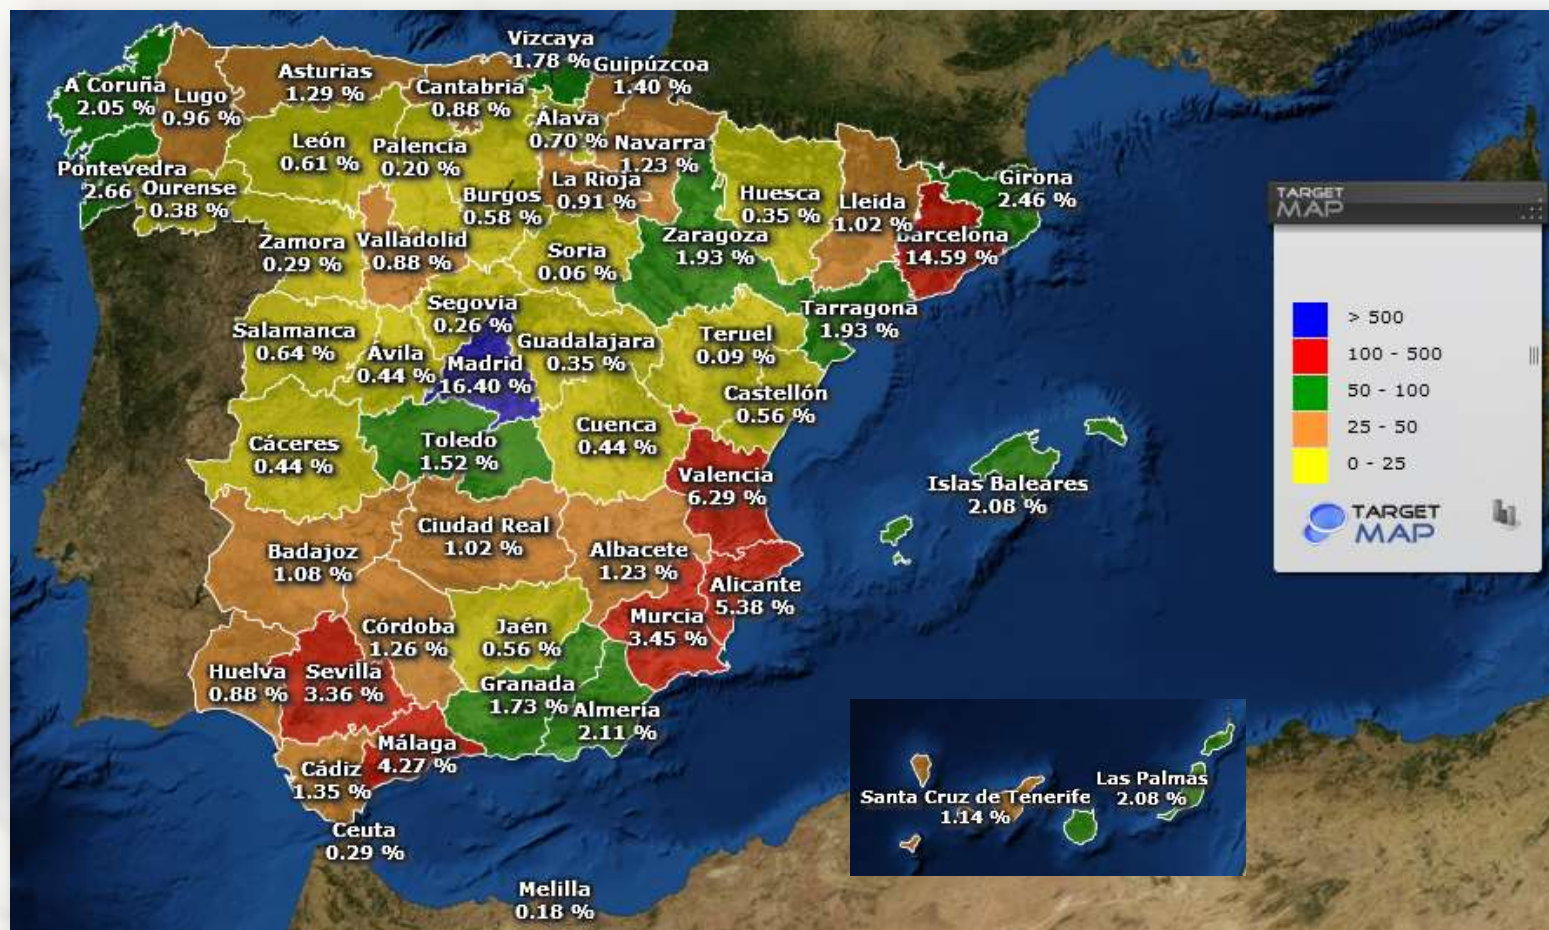 Vizcaya
1.78 %
Guipúzcoa
1.40 %
A Coruña
2.05 %
Lugo
0.96 %
Asturias
1.29 %
Cantabria
0.88 %
Álava
0.70 %
León
0.61 %
Palencia
0.20 %
Navarra
1.23 %
Pontevedra
2.66
Ourense
0.38 %
Burgos
0.58 %
La Rioja
0.91 %
Huesca
0.35 %
Lleida
1.02 %
Girona
2.46 %
Zamora
0.29 %
Valladolid
0.88 %
Soria
0.06 %
Zaragoza
1.93 %
Barcelona
14.59 %
Segovia
0.26 %
Tarragona
1.93 %
Salamanca
0.64 %
Ávila
0.44 %
Madrid
16.40 %
Guadalajara
0.35 %
Teruel
0.09 %
Castellón
0.56 %
Cáceres
0.44 %
Toledo
1.52 %
Cuenca
0.44 %
Valencia
6.29 %
Islas Baleares
2.08 %
Badajoz
1.08 %
Ciudad Real
1.02 %
Albacete
1.23 %
Alicante
5.38 %
Huelva
0.88 %
Sevilla
3.36 %
Córdoba
1.26 %
Jaén
0.56 %
Murcia
3.45 %
Granada
1.73 %
Almería
2.11 %
Málaga
4.27 %
Cádiz
1.35 %
Ceuta
0.29 %
Melilla
0.18 %
Santa Cruz de Tenerife
1.14 %
Las Palmas
2.08 %
TARGET
MAP
> 500
100 - 500
50 - 100
25 - 50
0 - 25
TARGET
MAP